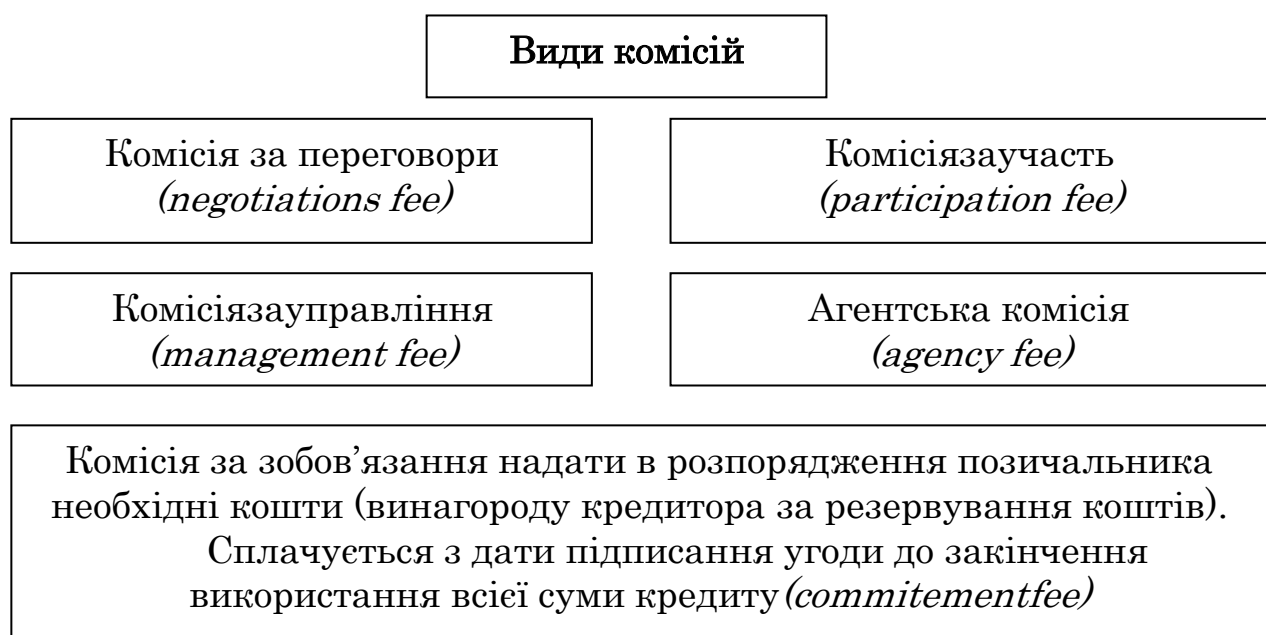 Види комісій
Комісія за переговори
(negotiations fee)
Комісіязаучасть
(participation fee)
Комісіязауправління
(management fee)
Агентська комісія
(agency fee)
Комісія за зобов’язання надати в розпорядження позичальника
необхідні кошти (винагороду кредитора за резервування коштів).
Сплачується з дати підписання угоди до закінчення
використання всієї суми кредиту(commitementfee)